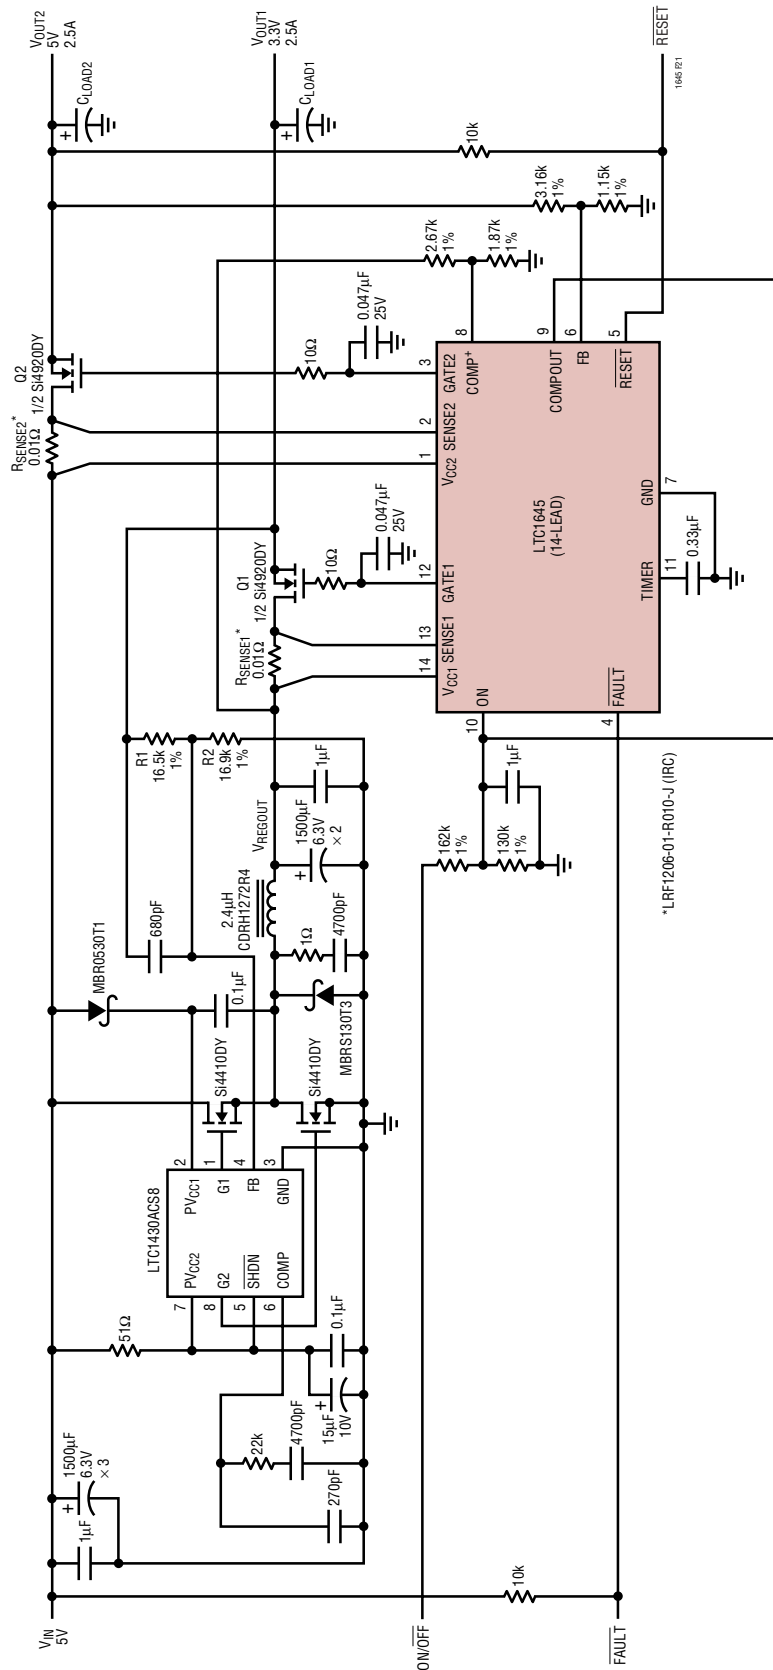 VIN
5V
1µF
1500µF
6.3V
×3
+
270pF
22k
4700pF
51Ω
15µF
10V
+
0.1µF
LTC1430ACS8
7
PVCC2
PVCC1
2
8
G2
G1
1
5
SHDN
FB
4
6
COMP
GND
3
Si4410DY
Si4410DY
MBR0530T1
0.1µF
680pF
MBRS130T3
1Ω
4700pF
2.4µH
CDRH1272R4
VREGOUT
1500µF
6.3V
×2
+
1µF
R1
16.5k
1%
R2
16.9k
1%
RSENSE1*
0.01Ω
Q1
1/2 Si4920DY
10Ω
0.047µF
25V
RSENSE2*
0.01Ω
Q2
1/2 Si4920DY
10Ω
0.047µF
25V
VOUT2
5V
2.5A
CLOAD2
+
VOUT1
3.3V
2.5A
CLOAD1
+
2.67k
1%
1.87k
1%
3.16k
1%
1.15k
1%
10k
RESET
14
13
12
1
2
3
8
VCC1
SENSE1
GATE1
VCC2
SENSE2
GATE2
COMP+
10
ON
COMPOUT
9
FB
6
LTC1645
(14-LEAD)
4
FAULT
TIMER
11
GND
7
RESET
5
0.33µF
ON/OFF
162k
1%
130k
1%
1µF
FAULT
10k
*LRF1206-01-R010-J (IRC)
1645 F21